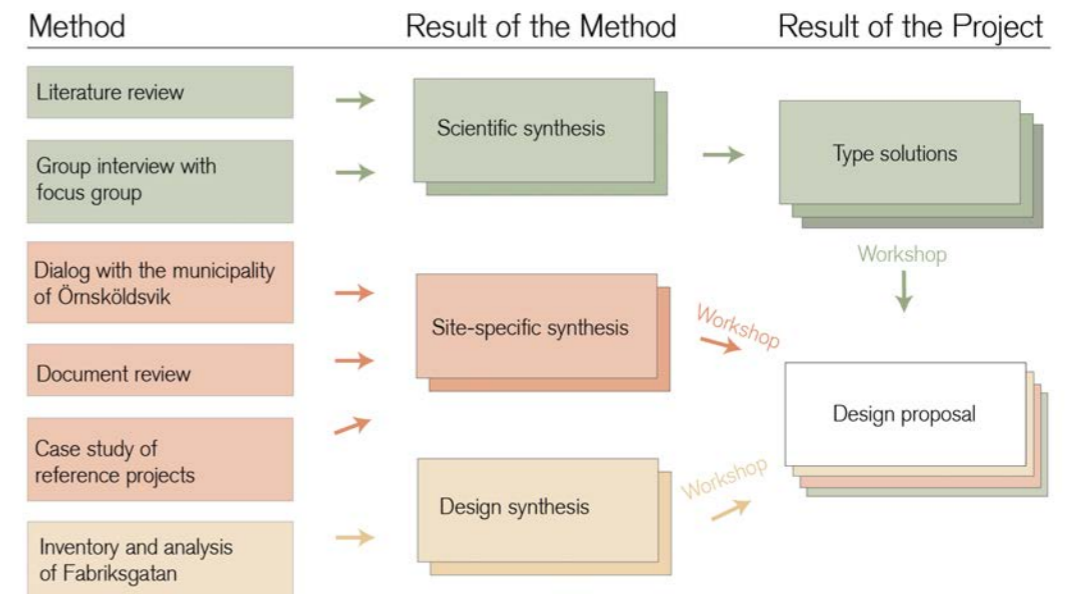 Method
Result of the Method
Result of the Project
Literature review
Group interview with
focus group
Dialog with the municipality
of Örnsköldsvik
Document review
Case study of
reference projects
Inventory and analysis
of Fabriksgatan
Scientific synthesis
Site-specific synthesis
Design synthesis
Type solutions
Workshop
Workshop
Workshop
Design proposal